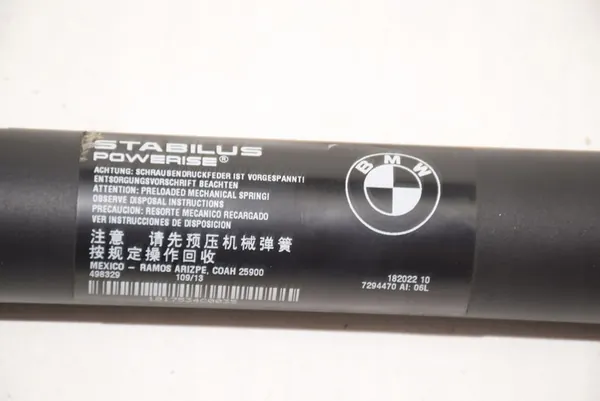 STABILUS
POWERISE®
ACHTUNG: SCHRAUSENDRUCKFEDER IST VORGESPANNT!
ENTSORGUNGSVORSCHRIFT BEACHTEN
ATTENTION: PRELOADED MECHANICAL SPRING!
OBSERVE DISPOSAL INSTRUCTIONS
PRECAUCION: RESORTE MECANICO RECARGADO
VER INSTRUCCIONES DE DISPOSICION
注意 请先预压机械弹簧
按规定操作回收
MEXICO - RAMOS ARIZPE, COAH 25900
498329 109/13
1817534C0035
BMW
182022 10
7294470 AI: 06L